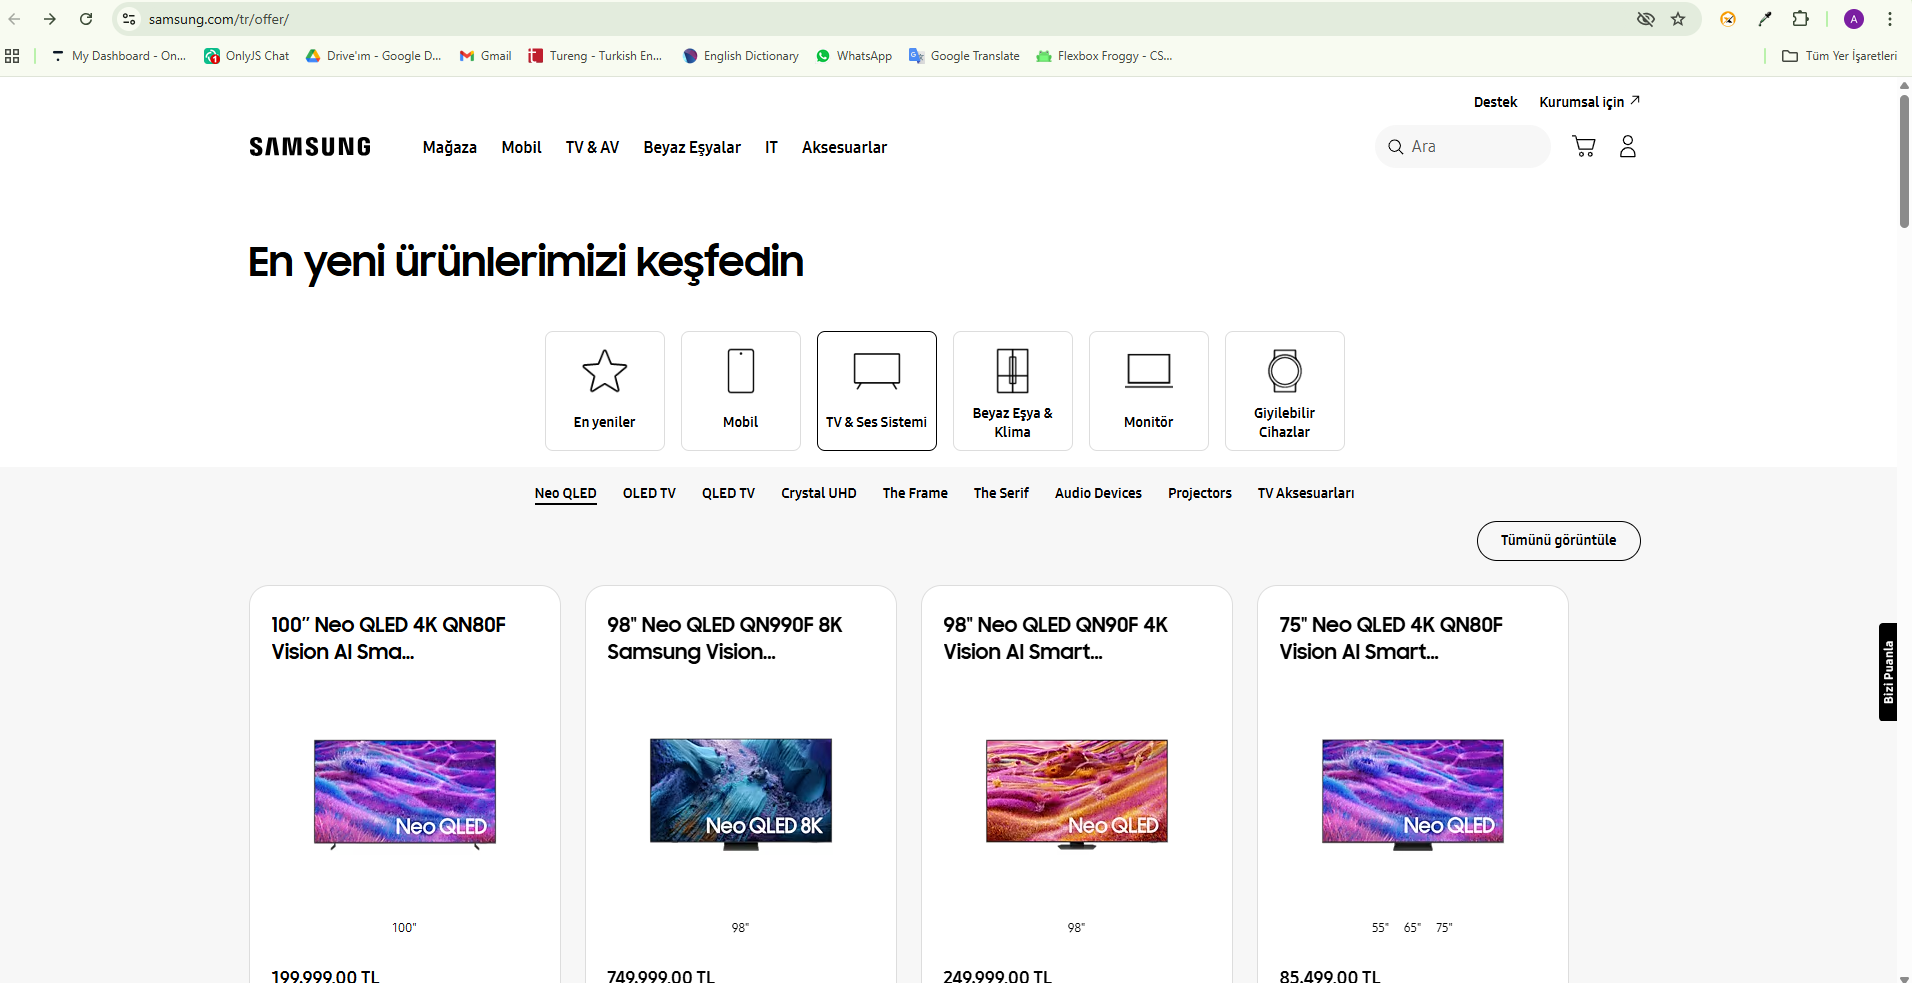 samsung.com/tr/offer/
A
My Dashboard - On...
OnlyJS Chat
Drive'ım - Google D...
Gmail
Tureng - Turkish En...
English Dictionary
WhatsApp
Google Translate
Flexbox Froggy - CS...
Tüm Yer İşaretleri
Destek
Kurumsal için
SAMSUNG
Mağaza
Mobil
TV & AV
Beyaz Eşyalar
IT
Aksesuarlar
Ara
En yeni ürünlerimizi keşfedin
En yeniler
Mobil
TV & Ses Sistemi
Beyaz Eşya &
Klima
Monitör
Giyilebilir
Cihazlar
Neo QLED
OLED TV
QLED TV
Crystal UHD
The Frame
The Serif
Audio Devices
Projectors
TV Aksesuarları
Tümünü görüntüle
100″ Neo QLED 4K QN80F
Vision AI Sma...
Neo QLED
100"
199.999,00 TL
98" Neo QLED QN990F 8K
Samsung Vision...
Neo QLED 8K
98"
749.999,00 TL
98" Neo QLED QN90F 4K
Vision AI Smart...
Neo QLED
98"
249.999,00 TL
75" Neo QLED 4K QN80F
Vision AI Smart...
Neo QLED
55" 65" 75"
85.499,00 TL
Bizi Puanla